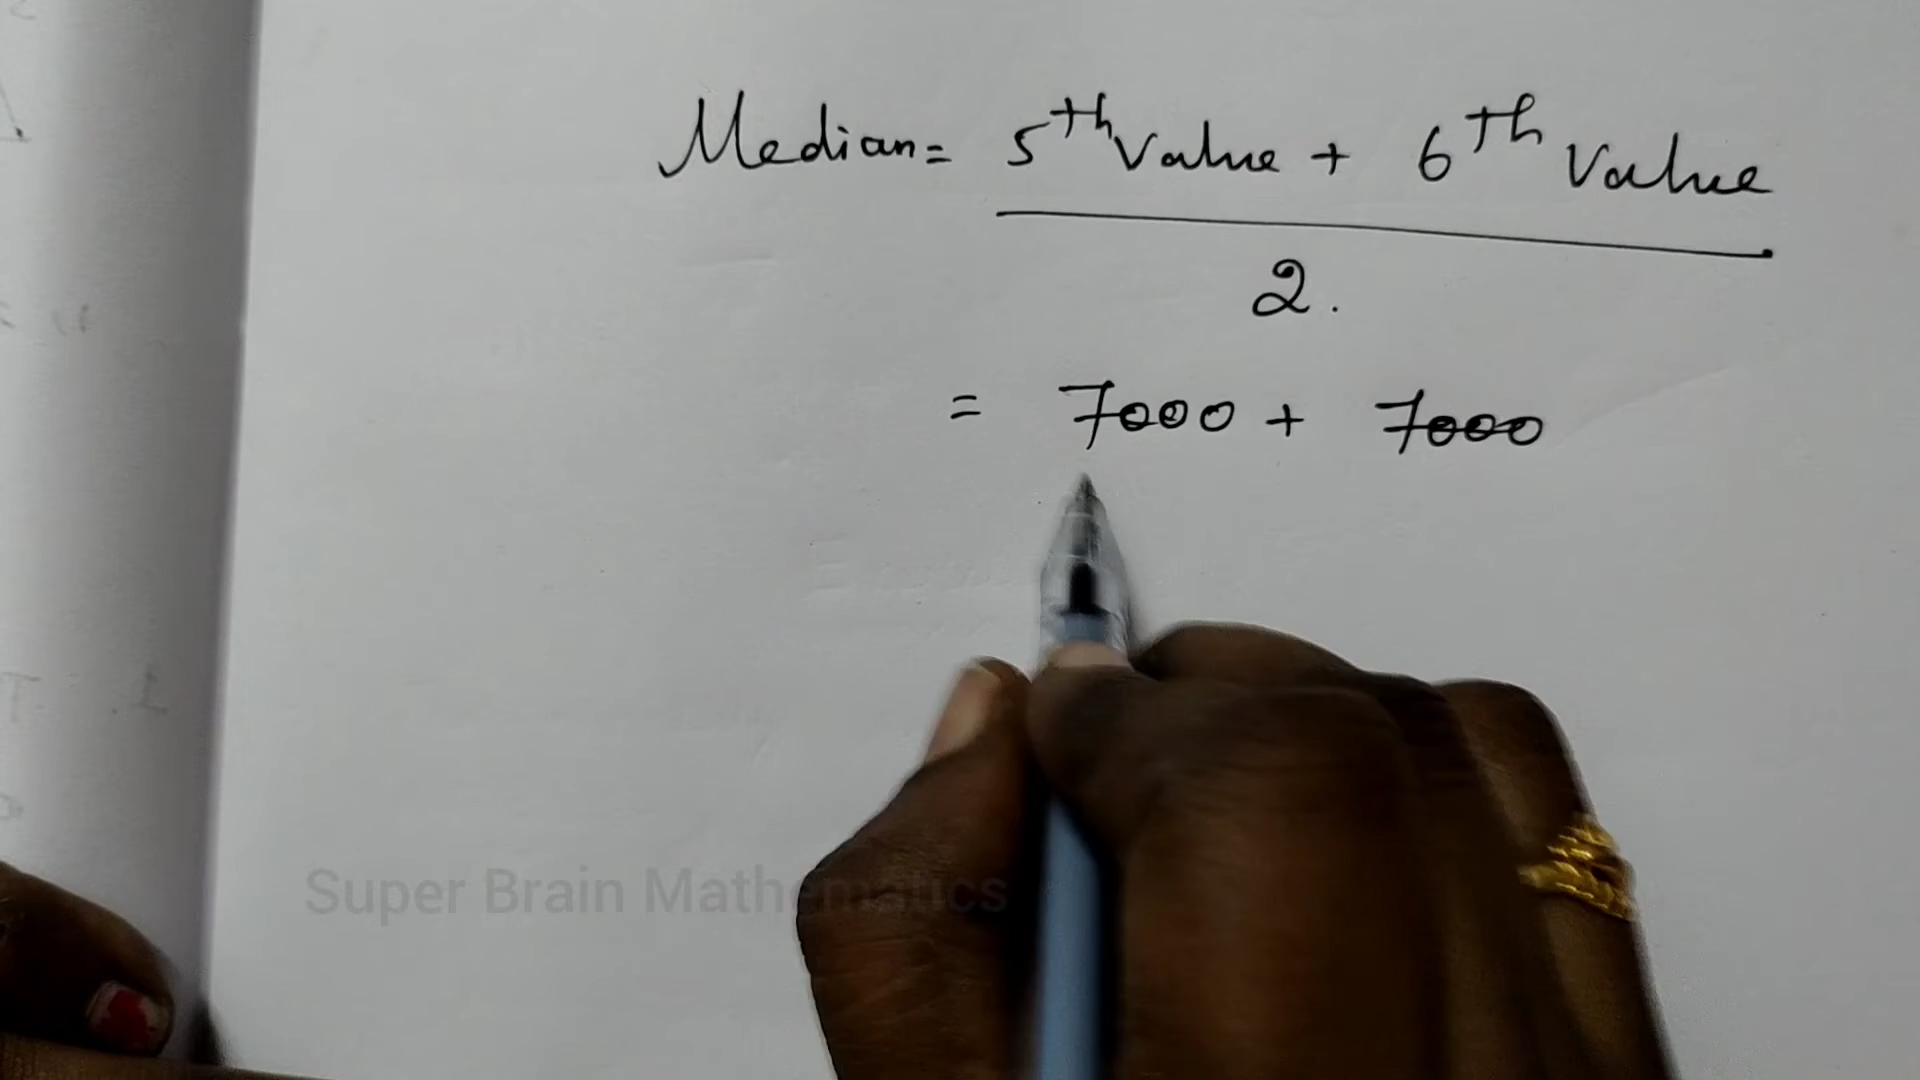 Median = 5th Value + 6th Value
2.
= 7000 + 7000
Super Brain Mathematics